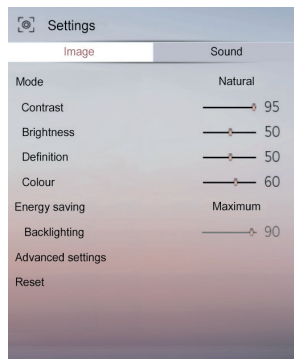 Settings
Image Sound
Mode Natural
Contrast 95
Brightness 50
Definition 50
Colour 60
Energy saving Maximum
Backlighting 90
Advanced settings
Reset